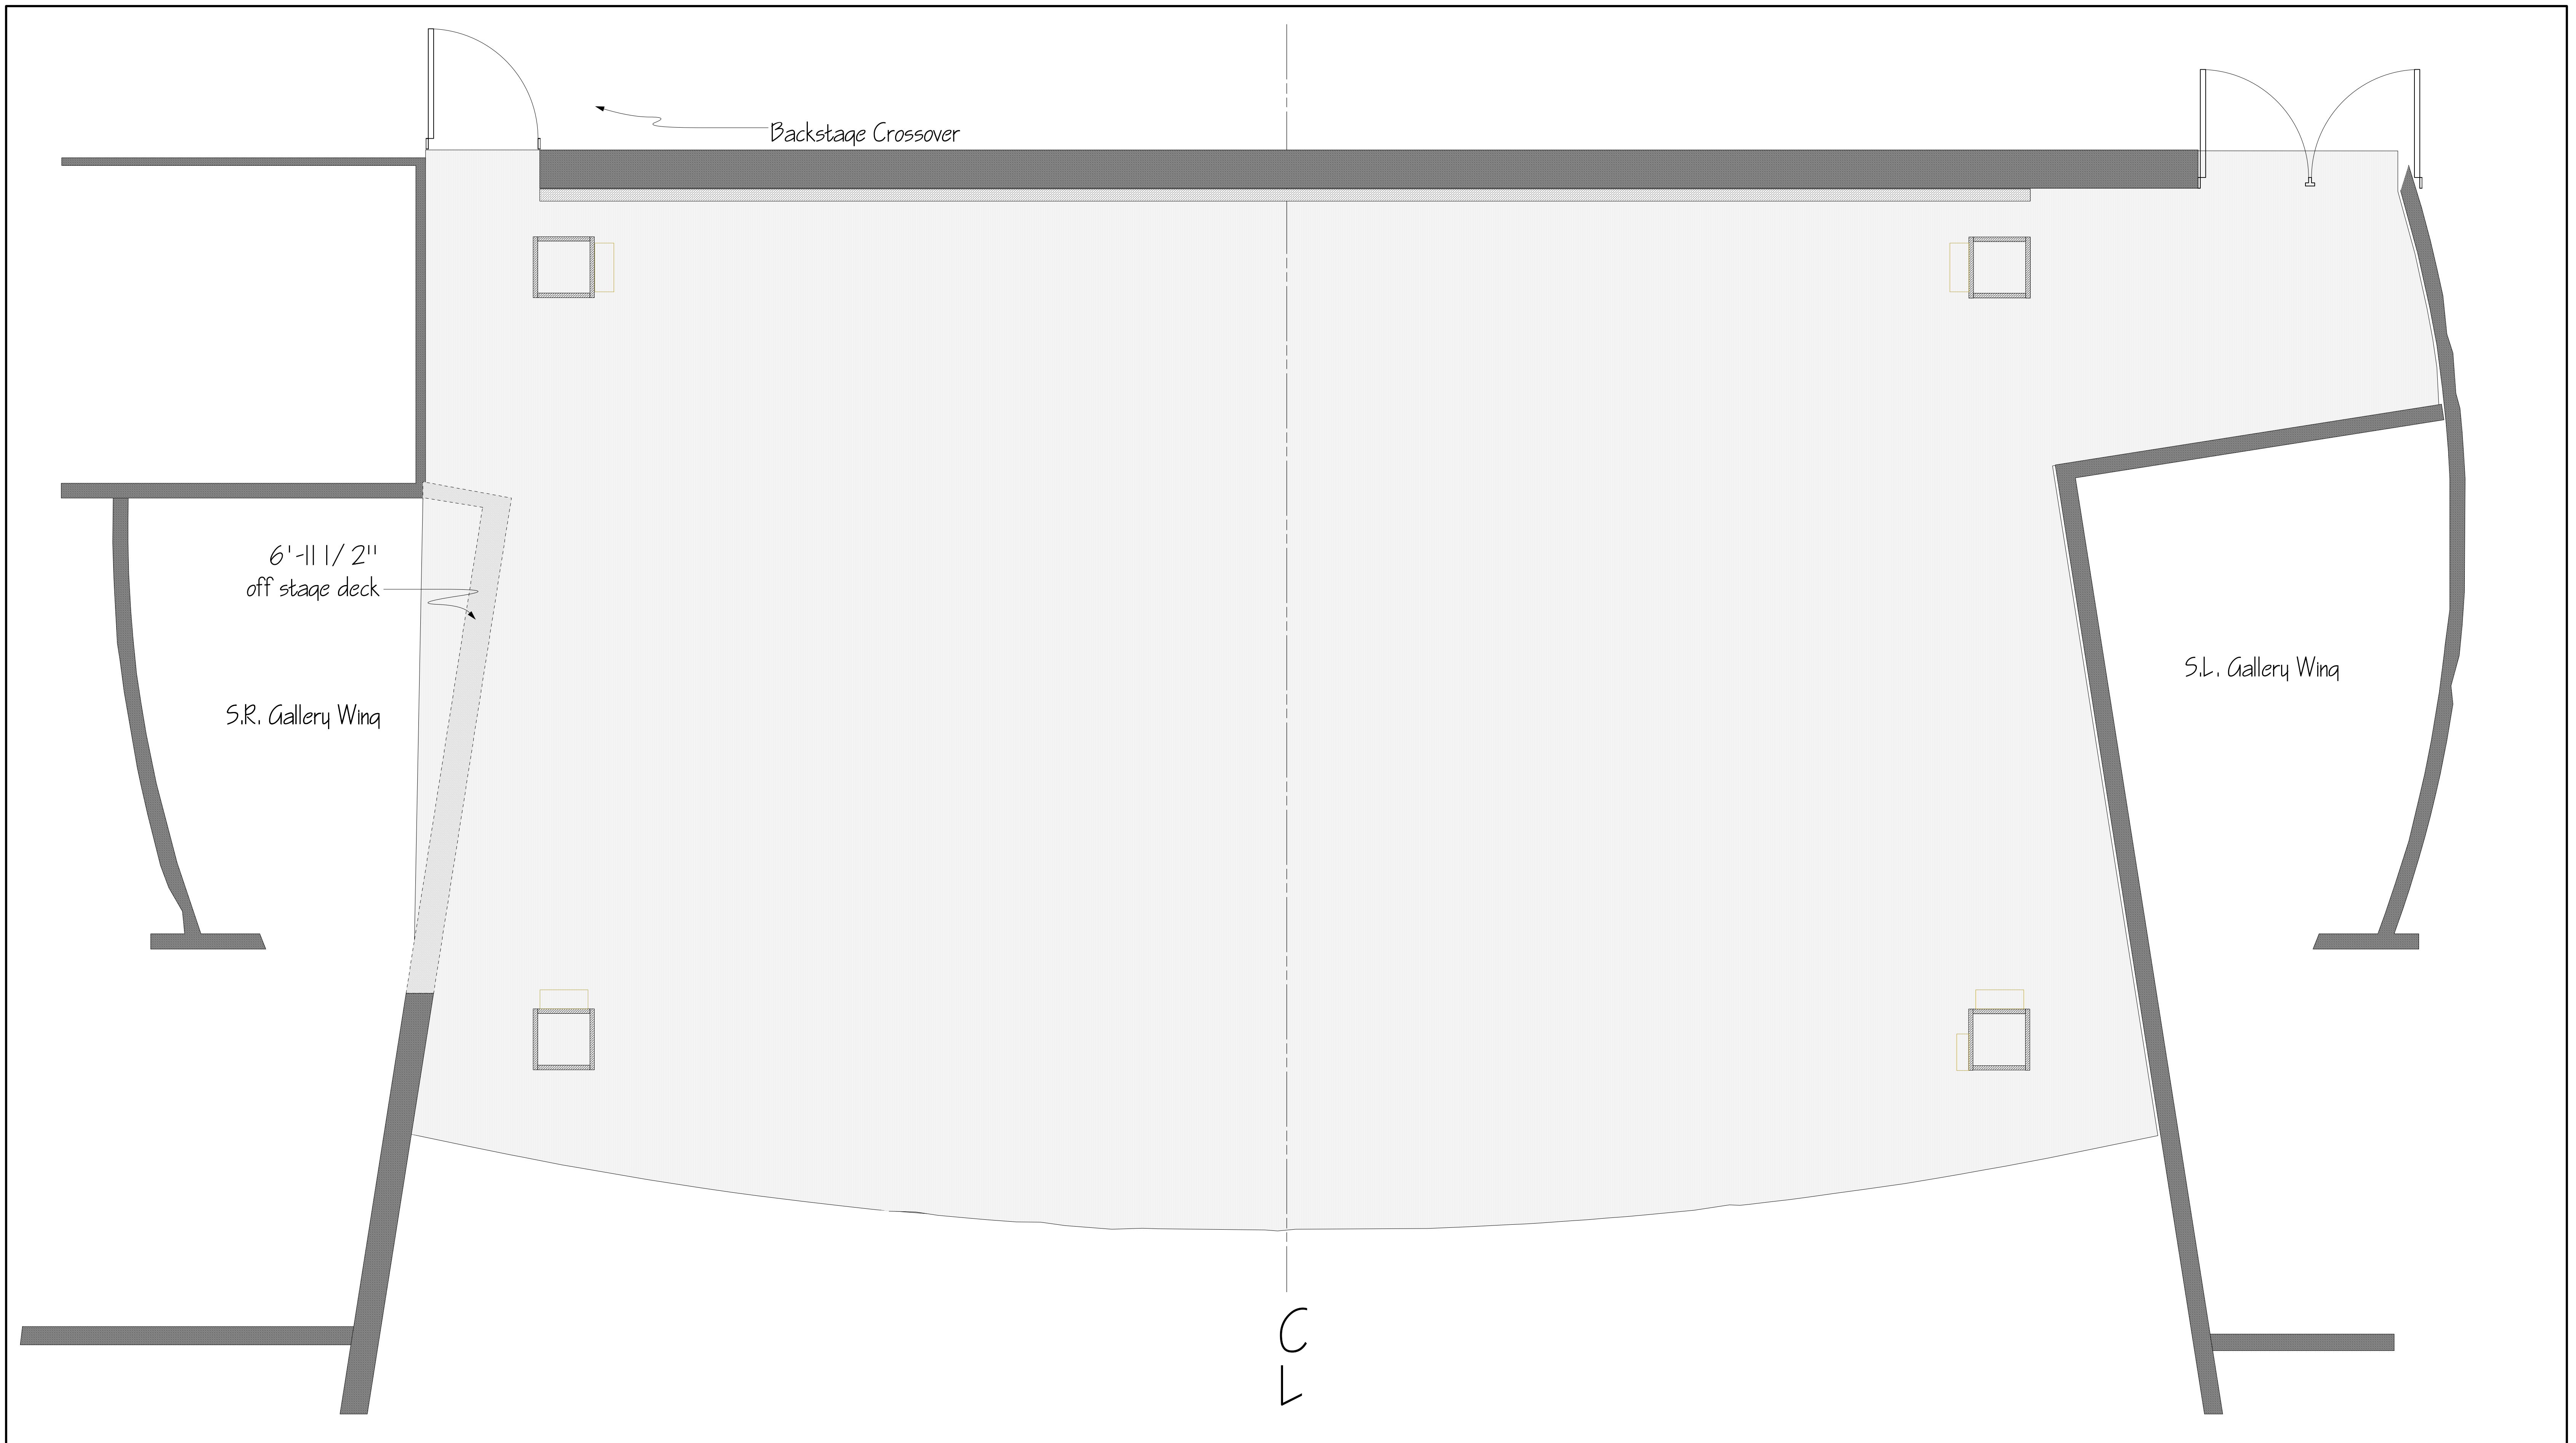 Backstage Crossover
6'-11 1/2"
off stage deck
S.R. Gallery Wing
S.L. Gallery Wing
C
L